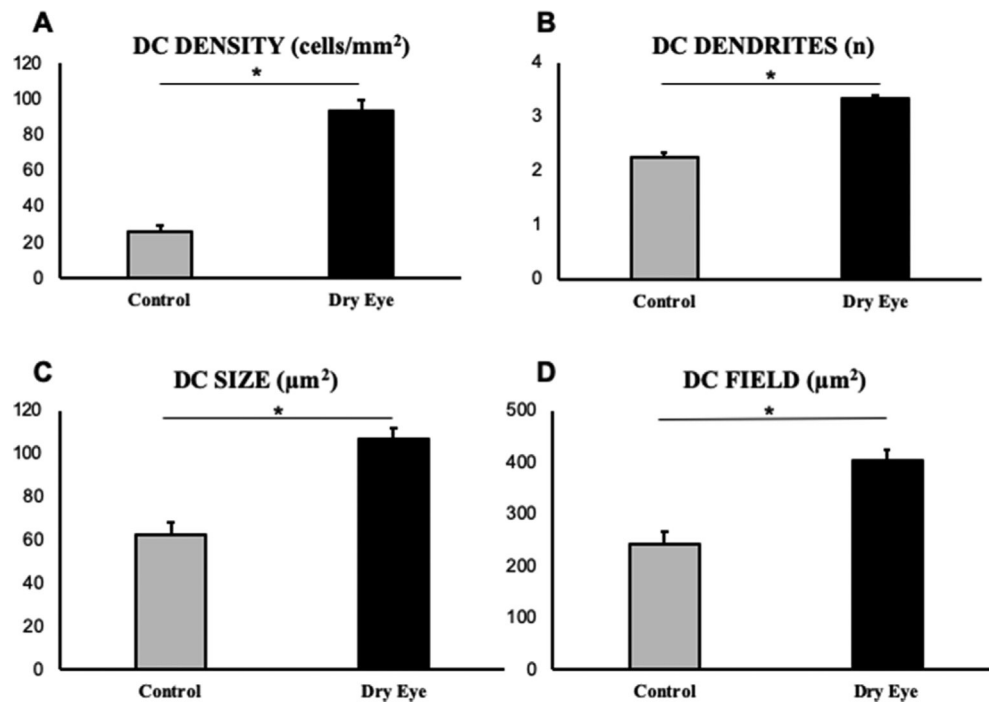 A
DC DENSITY (cells/mm²)
120
100
80
60
40
20
0
*
Control
Dry Eye
B
DC DENDRITES (n)
4
3
2
1
0
*
Control
Dry Eye
C
DC SIZE (µm²)
120
100
80
60
40
20
0
*
Control
Dry Eye
D
DC FIELD (µm²)
500
400
300
200
100
0
*
Control
Dry Eye